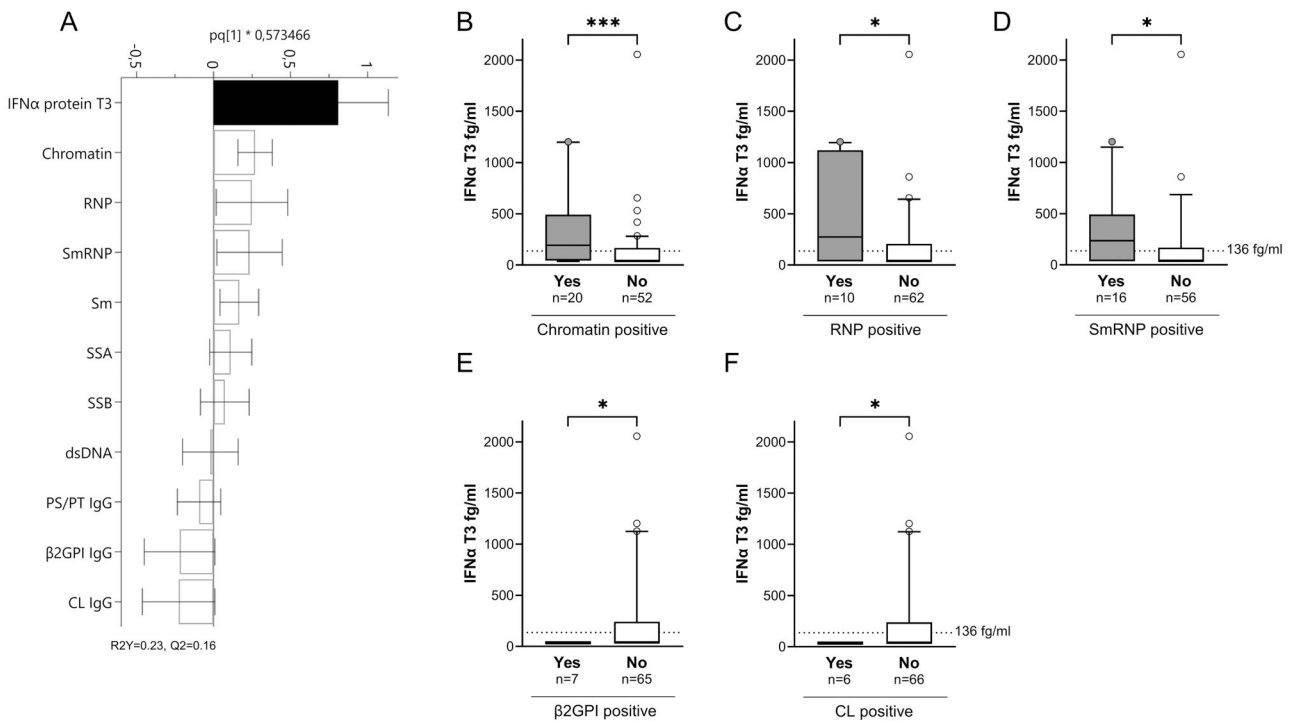 A
pq[1] * 0,573466
-0,5
0
0,5
1
IFNα protein T3
Chromatin
RNP
SmRNP
Sm
SSA
SSB
dsDNA
PS/PT IgG
β2GPI IgG
CL IgG
R2Y=0.23, Q2=0.16
B
***
IFNα T3 fg/ml
2000
1500
1000
500
0
Yes
No
n=20
n=52
Chromatin positive
C
*
IFNα T3 fg/ml
2000
1500
1000
500
0
Yes
No
n=10
n=62
RNP positive
D
*
IFNα T3 fg/ml
2000
1500
1000
500
0
136 fg/ml
Yes
No
n=16
n=56
SmRNP positive
E
*
IFNα T3 fg/ml
2000
1500
1000
500
0
Yes
No
n=7
n=65
β2GPI positive
F
*
IFNα T3 fg/ml
2000
1500
1000
500
0
136 fg/ml
Yes
No
n=6
n=66
CL positive